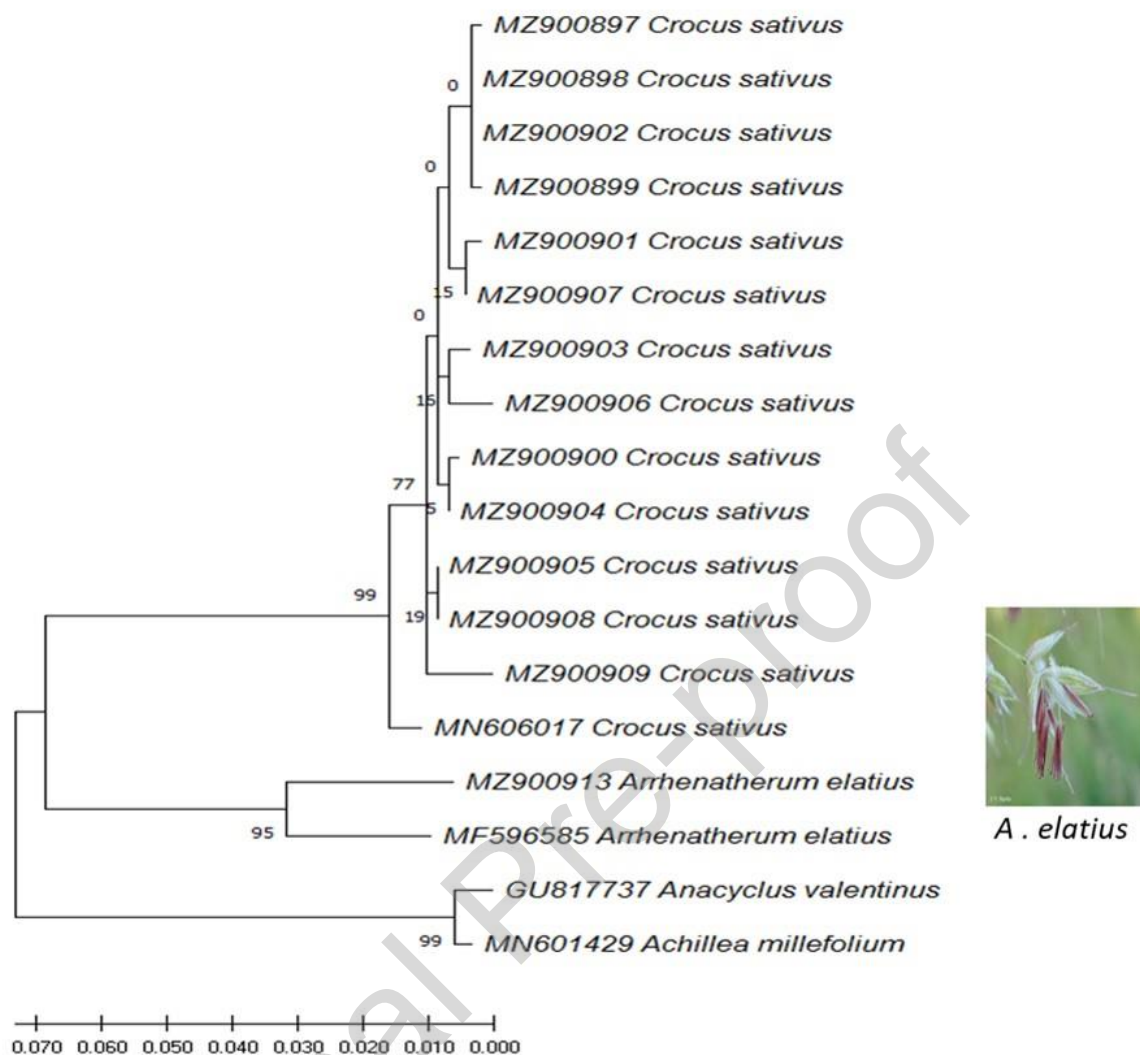 MZ900897 Crocus sativus
0
MZ900898 Crocus sativus
MZ900902 Crocus sativus
0
MZ900899 Crocus sativus
MZ900901 Crocus sativus
15
MZ900907 Crocus sativus
0
MZ900903 Crocus sativus
15
MZ900906 Crocus sativus
MZ900900 Crocus sativus
77
5
MZ900904 Crocus sativus
MZ900905 Crocus sativus
99
19
MZ900908 Crocus sativus
MZ900909 Crocus sativus
MN606017 Crocus sativus
MZ900913 Arrhenatherum elatius
95
MF596585 Arrhenatherum elatius
A . elatius
GU817737 Anacyclus valentinus
99
MN601429 Achillea millefolium
0.070 0.060 0.050 0.040 0.030 0.020 0.010 0.000
al Pre-proof